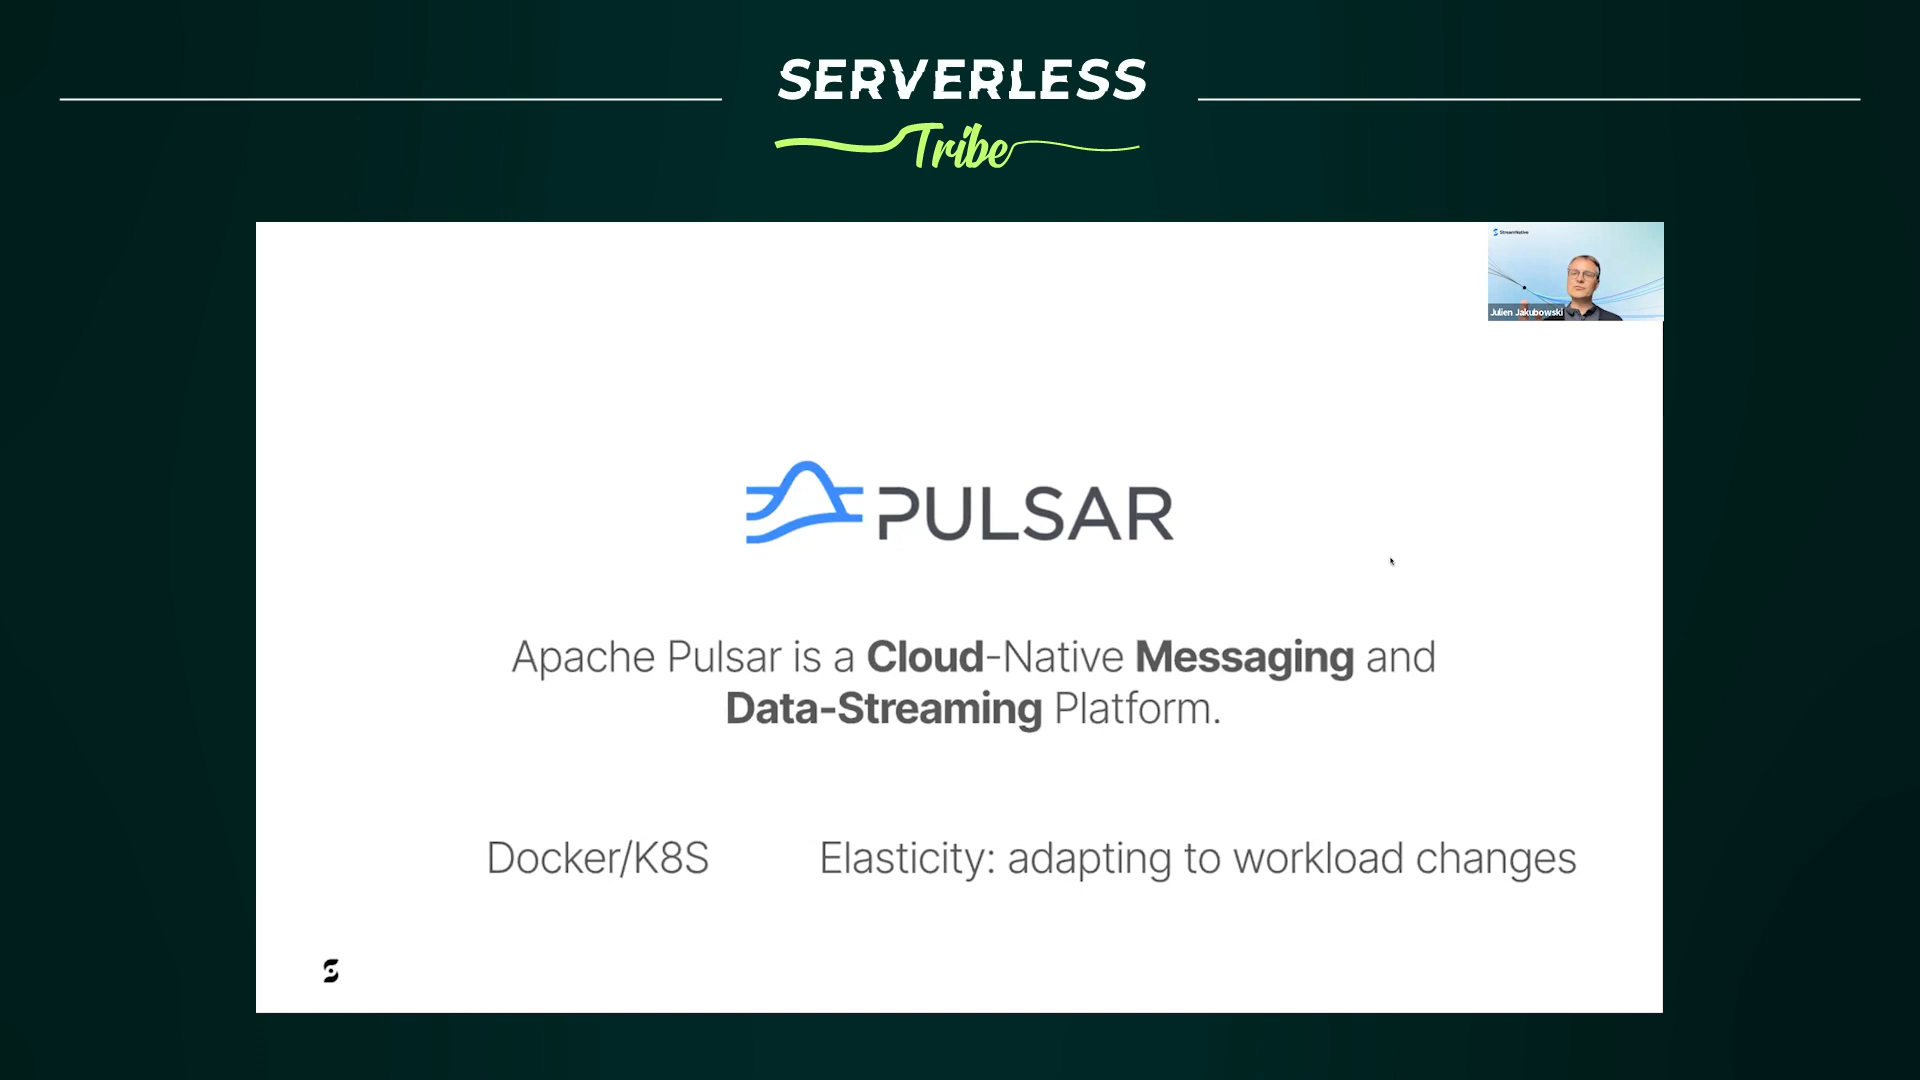 SERVERLESS
Tribe
StreamNative
Julien Jakubowski
PULSAR
Apache Pulsar is a Cloud-Native Messaging and
Data-Streaming Platform.
Docker/K8S
Elasticity: adapting to workload changes